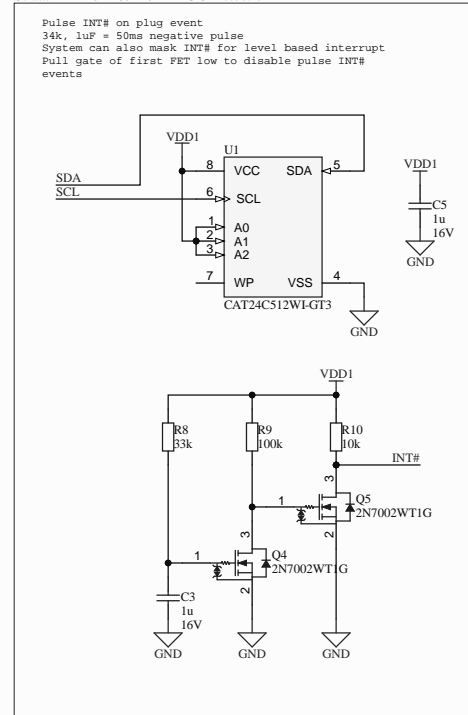 Pulse INT# on plug event
34k, 1uF = 50ms negative pulse
System can also mask INT# for level based interrupt
Pull gate of first FET low to disable pulse INT#
events
VDD1
U1
8
VCC
SDA
5
SDA
SCL
6
SCL
1
A0
2
A1
3
A2
7
WP
VSS
4
CAT24C512WI-GT3
GND
VDD1
C5
1u
16V
GND
VDD1
R8
33k
R9
100k
R10
10k
INT#
3
1
Q5
2N7002WT1G
2
3
1
Q4
2N7002WT1G
2
C3
1u
16V
GND
GND
GND